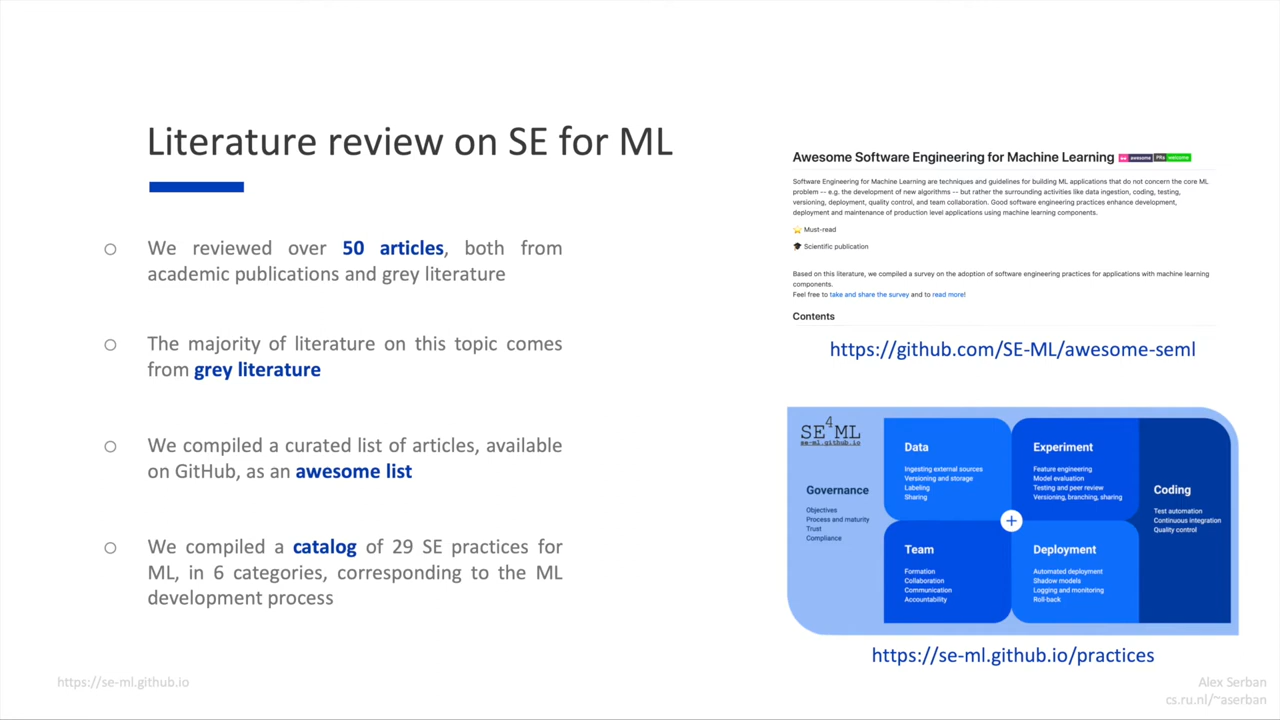 Literature review on SE for ML
We reviewed over 50 articles, both from
academic publications and grey literature
The majority of literature on this topic comes
from grey literature
We compiled a curated list of articles, available
on GitHub, as an awesome list
We compiled a catalog of 29 SE practices for
ML, in 6 categories, corresponding to the ML
development process
Awesome Software Engineering for Machine Learning awesome PRs welcome
Software Engineering for Machine Learning are techniques and guidelines for building ML applications that do not concern the core ML
problem -- e.g. the development of new algorithms -- but rather the surrounding activities like data ingestion, coding, testing,
versioning, deployment, quality control, and team collaboration. Good software engineering practices enhance development,
deployment and maintenance of production level applications using machine learning components.
Must-read
Scientific publication
Based on this literature, we compiled a survey on the adoption of software engineering practices for applications with machine learning
components.
Feel free to take and share the survey and to read more!
Contents
https://github.com/SE-ML/awesome-seml
SE4ML
se-ml.github.io
Governance
Objectives
Process and maturity
Trust
Compliance
Data
Ingesting external sources
Versioning and storage
Labeling
Sharing
Experiment
Feature engineering
Model evaluation
Testing and peer review
Versioning, branching, sharing
Team
Formation
Collaboration
Communication
Accountability
Deployment
Automated deployment
Shadow models
Logging and monitoring
Roll-back
Coding
Test automation
Continuous integration
Quality control
https://se-ml.github.io/practices
https://se-ml.github.io
Alex Serban
cs.ru.nl/~aserban